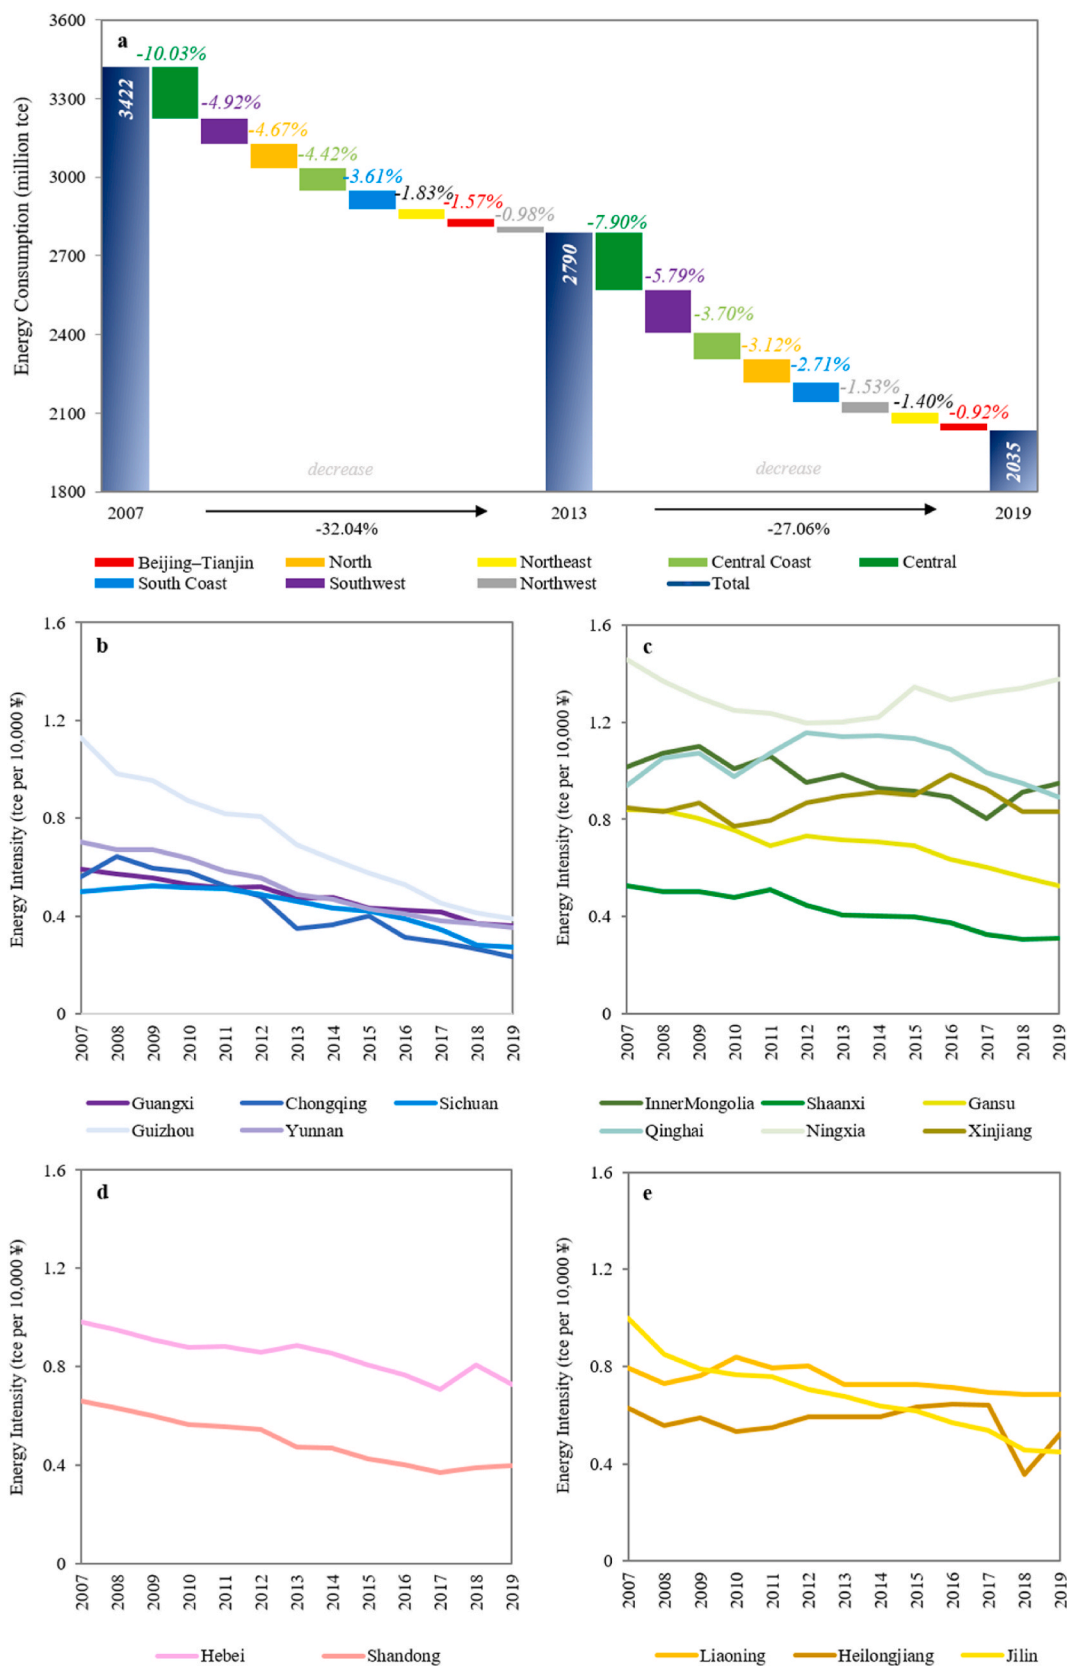 a
Energy Consumption (million tce)
3600
3300
3000
2700
2400
2100
1800
3422
-10.03%
-4.92%
-4.67%
-4.42%
-3.61%
-1.83%
-1.57%
-0.98%
2790
-7.90%
-5.79%
-3.70%
-3.12%
-2.71%
-1.53%
-1.40%
-0.92%
2035
decrease
decrease
2007
2013
2019
-32.04%
-27.06%
Beijing–Tianjin
North
Northeast
Central Coast
Central
South Coast
Southwest
Northwest
Total
b
Energy Intensity (tce per 10,000 ¥)
1.6
1.2
0.8
0.4
0
2007
2008
2009
2010
2011
2012
2013
2014
2015
2016
2017
2018
2019
Guangxi
Chongqing
Sichuan
Guizhou
Yunnan
c
Energy Intensity (tce per 10,000 ¥)
1.6
1.2
0.8
0.4
0
2007
2008
2009
2010
2011
2012
2013
2014
2015
2016
2017
2018
2019
InnerMongolia
Shaanxi
Gansu
Qinghai
Ningxia
Xinjiang
d
Energy Intensity (tce per 10,000 ¥)
1.6
1.2
0.8
0.4
0
2007
2008
2009
2010
2011
2012
2013
2014
2015
2016
2017
2018
2019
Hebei
Shandong
e
Energy Intensity (tce per 10,000 ¥)
1.6
1.2
0.8
0.4
0
2007
2008
2009
2010
2011
2012
2013
2014
2015
2016
2017
2018
2019
Liaoning
Heilongjiang
Jilin